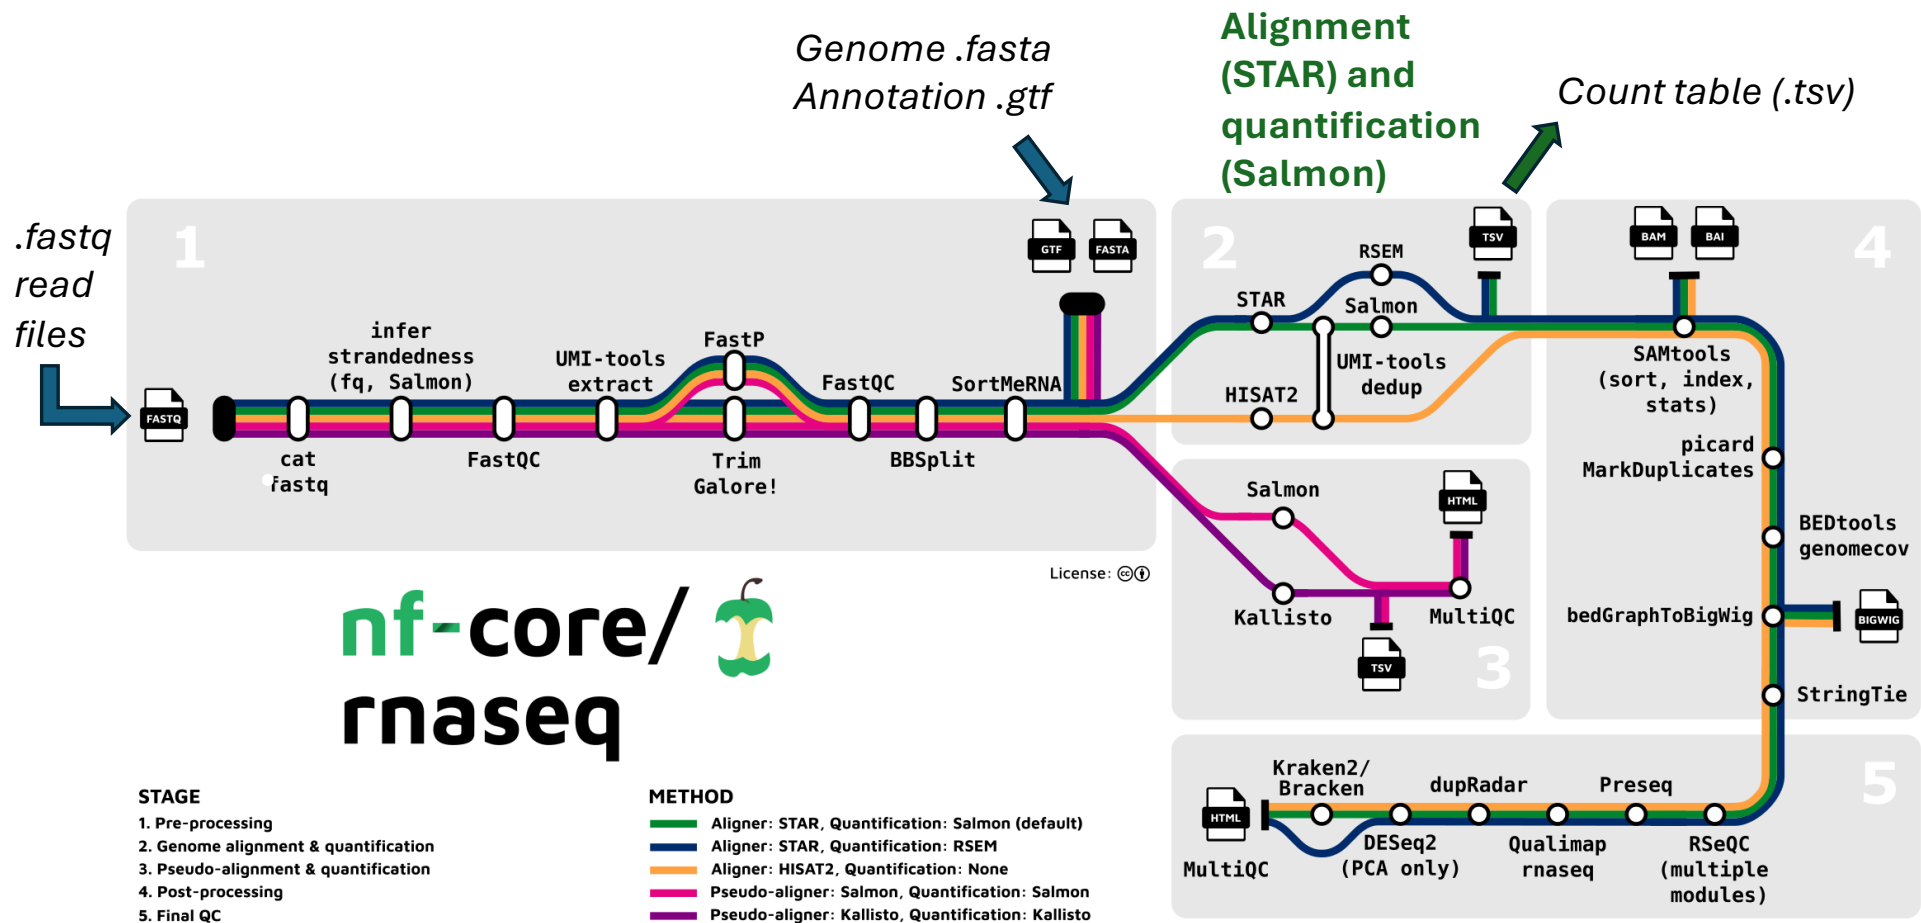 Genome .fasta
Annotation .gtf
Alignment
(STAR) and
quantification
(Salmon)
Count table (.tsv)
.fastq
read
files
1
FASTQ
infer
strandedness
(fq, Salmon)
UMI-tools
extract
FastP
FastQC
SortMeRNA
GTF
FASTA
cat
fastq
FastQC
Trim
Galore!
BBSplit
2
STAR
RSEM
Salmon
TSV
HISAT2
UMI-tools
dedup
4
BAM
BAI
SAMtools
(sort, index,
stats)
picard
MarkDuplicates
BEDtools
genomecov
bedGraphToBigWig
BIGWIG
StringTie
Salmon
HTML
Kallisto
MultiQC
TSV
3
License:
nf-core/
rnaseq
5
Kraken2/
Bracken
dupRadar
Preseq
HTML
MultiQC
DESeq2
(PCA only)
Qualimap
rnaseq
RSeQC
(multiple
modules)
STAGE
1. Pre-processing
2. Genome alignment & quantification
3. Pseudo-alignment & quantification
4. Post-processing
5. Final QC
METHOD
Aligner: STAR, Quantification: Salmon (default)
Aligner: STAR, Quantification: RSEM
Aligner: HISAT2, Quantification: None
Pseudo-aligner: Salmon, Quantification: Salmon
Pseudo-aligner: Kallisto, Quantification: Kallisto